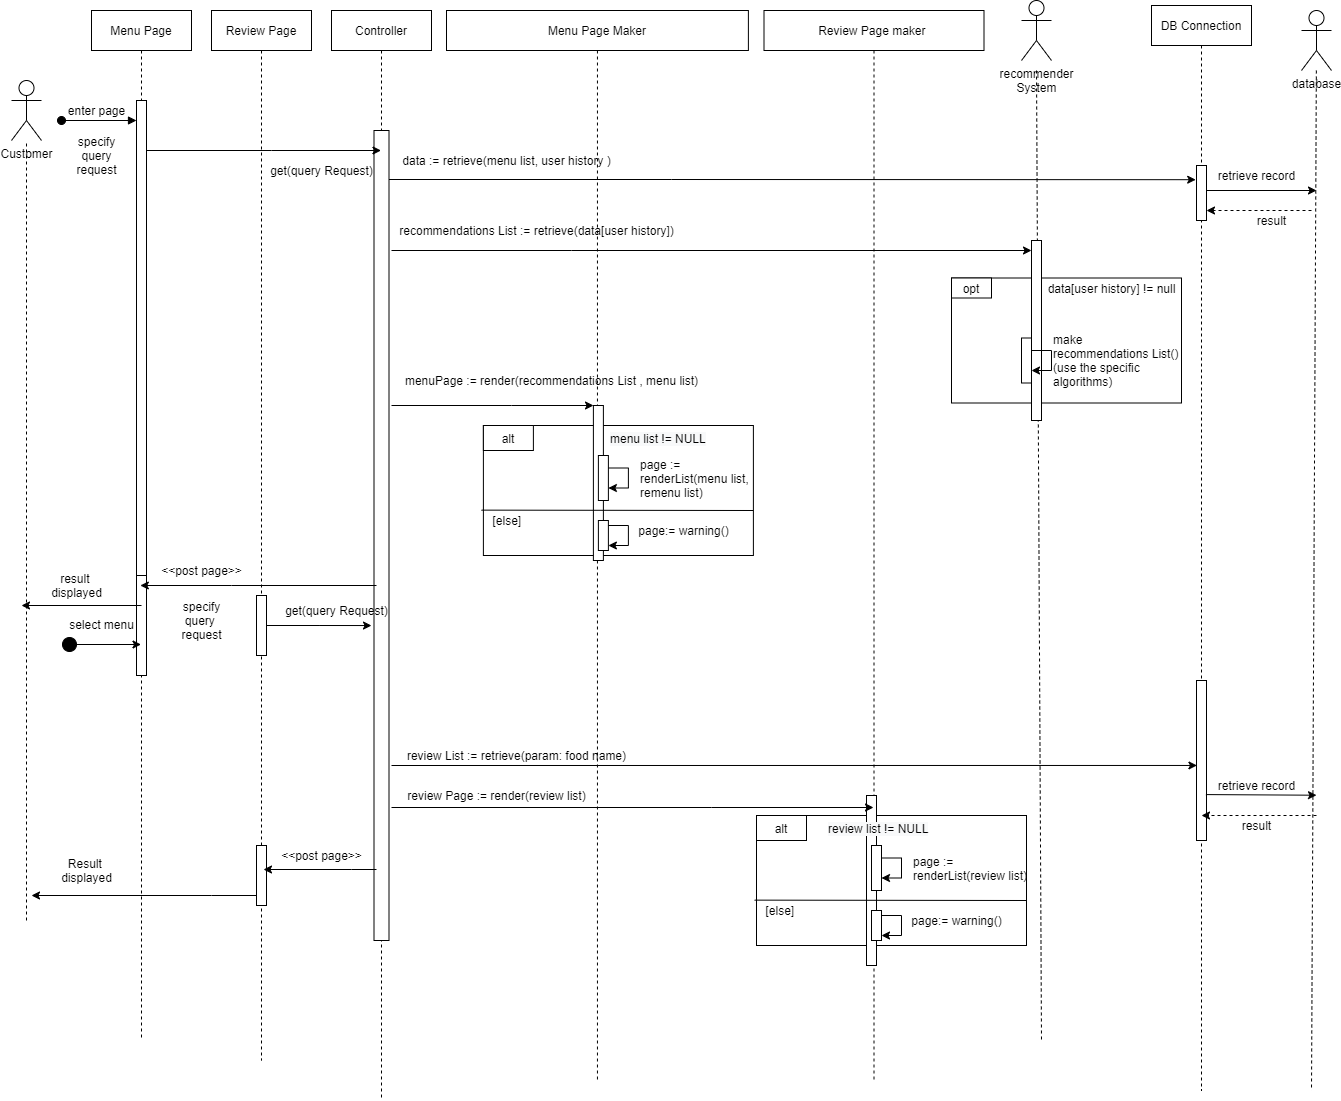 Menu Page
Review Page
Controller
Menu Page Maker
Review Page maker
recommender
System
DB Connection
database
Customer
enter page
specify
query
request
get(query Request)
data := retrieve(menu list, user history )
retrieve record
result
recommendations List := retrieve(data[user history])
opt
data[user history] != null
make
recommendations List()
(use the specific
algorithms)
menuPage := render(recommendations List , menu list)
alt
menu list != NULL
page :=
renderList(menu list,
remenu list)
[else]
page:= warning()
<<post page>>
result
displayed
specify
query
request
get(query Request)
select menu
review List := retrieve(param: food name)
retrieve record
result
review Page := render(review list)
alt
review list != NULL
page :=
renderList(review list)
[else]
page:= warning()
<<post page>>
Result
displayed